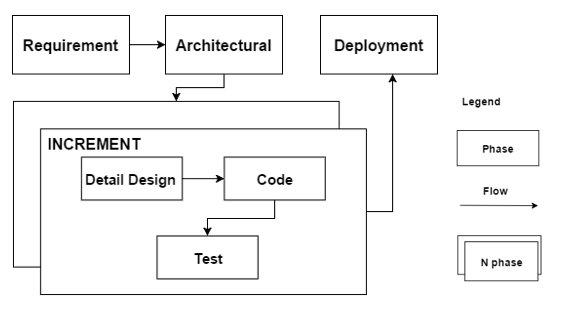 Requirement
Architectural
Deployment
INCREMENT
Detail Design
Code
Test
Legend
Phase
Flow
N phase